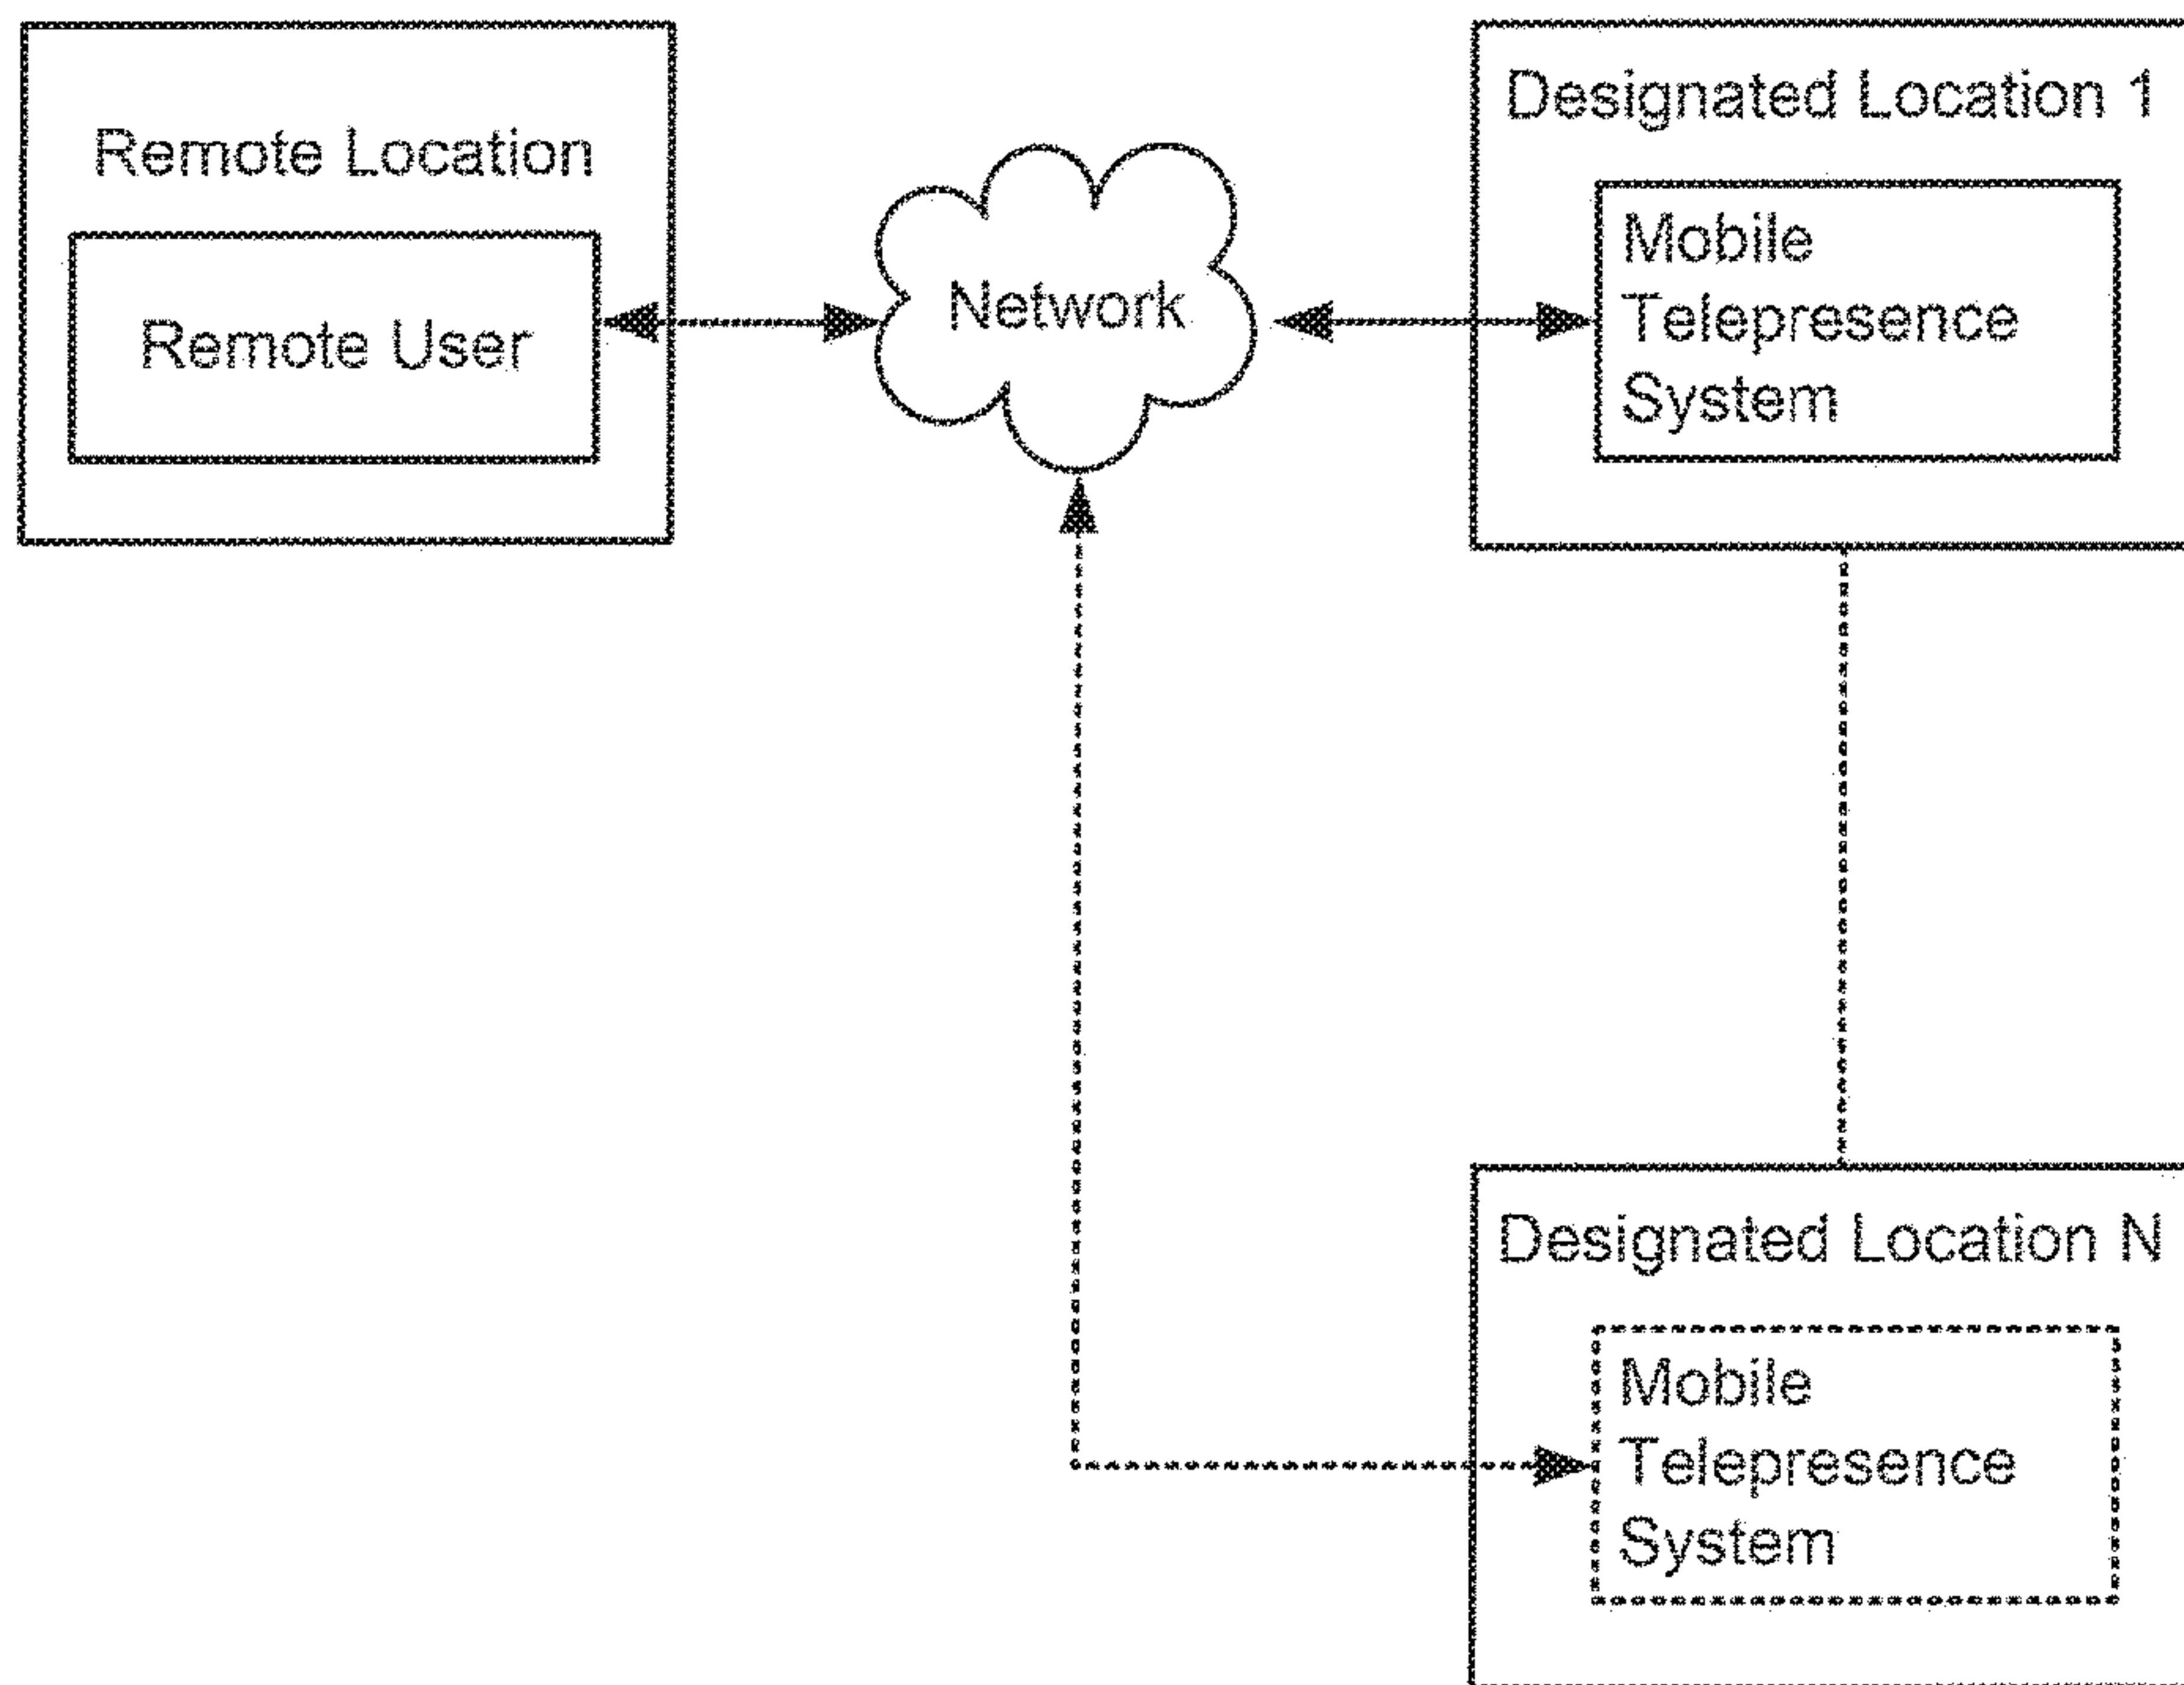 Remote Location
Remote User
Network
Designated Location 1
Mobile
Telepresence
System
Designated Location N
Mobile
Telepresence
System